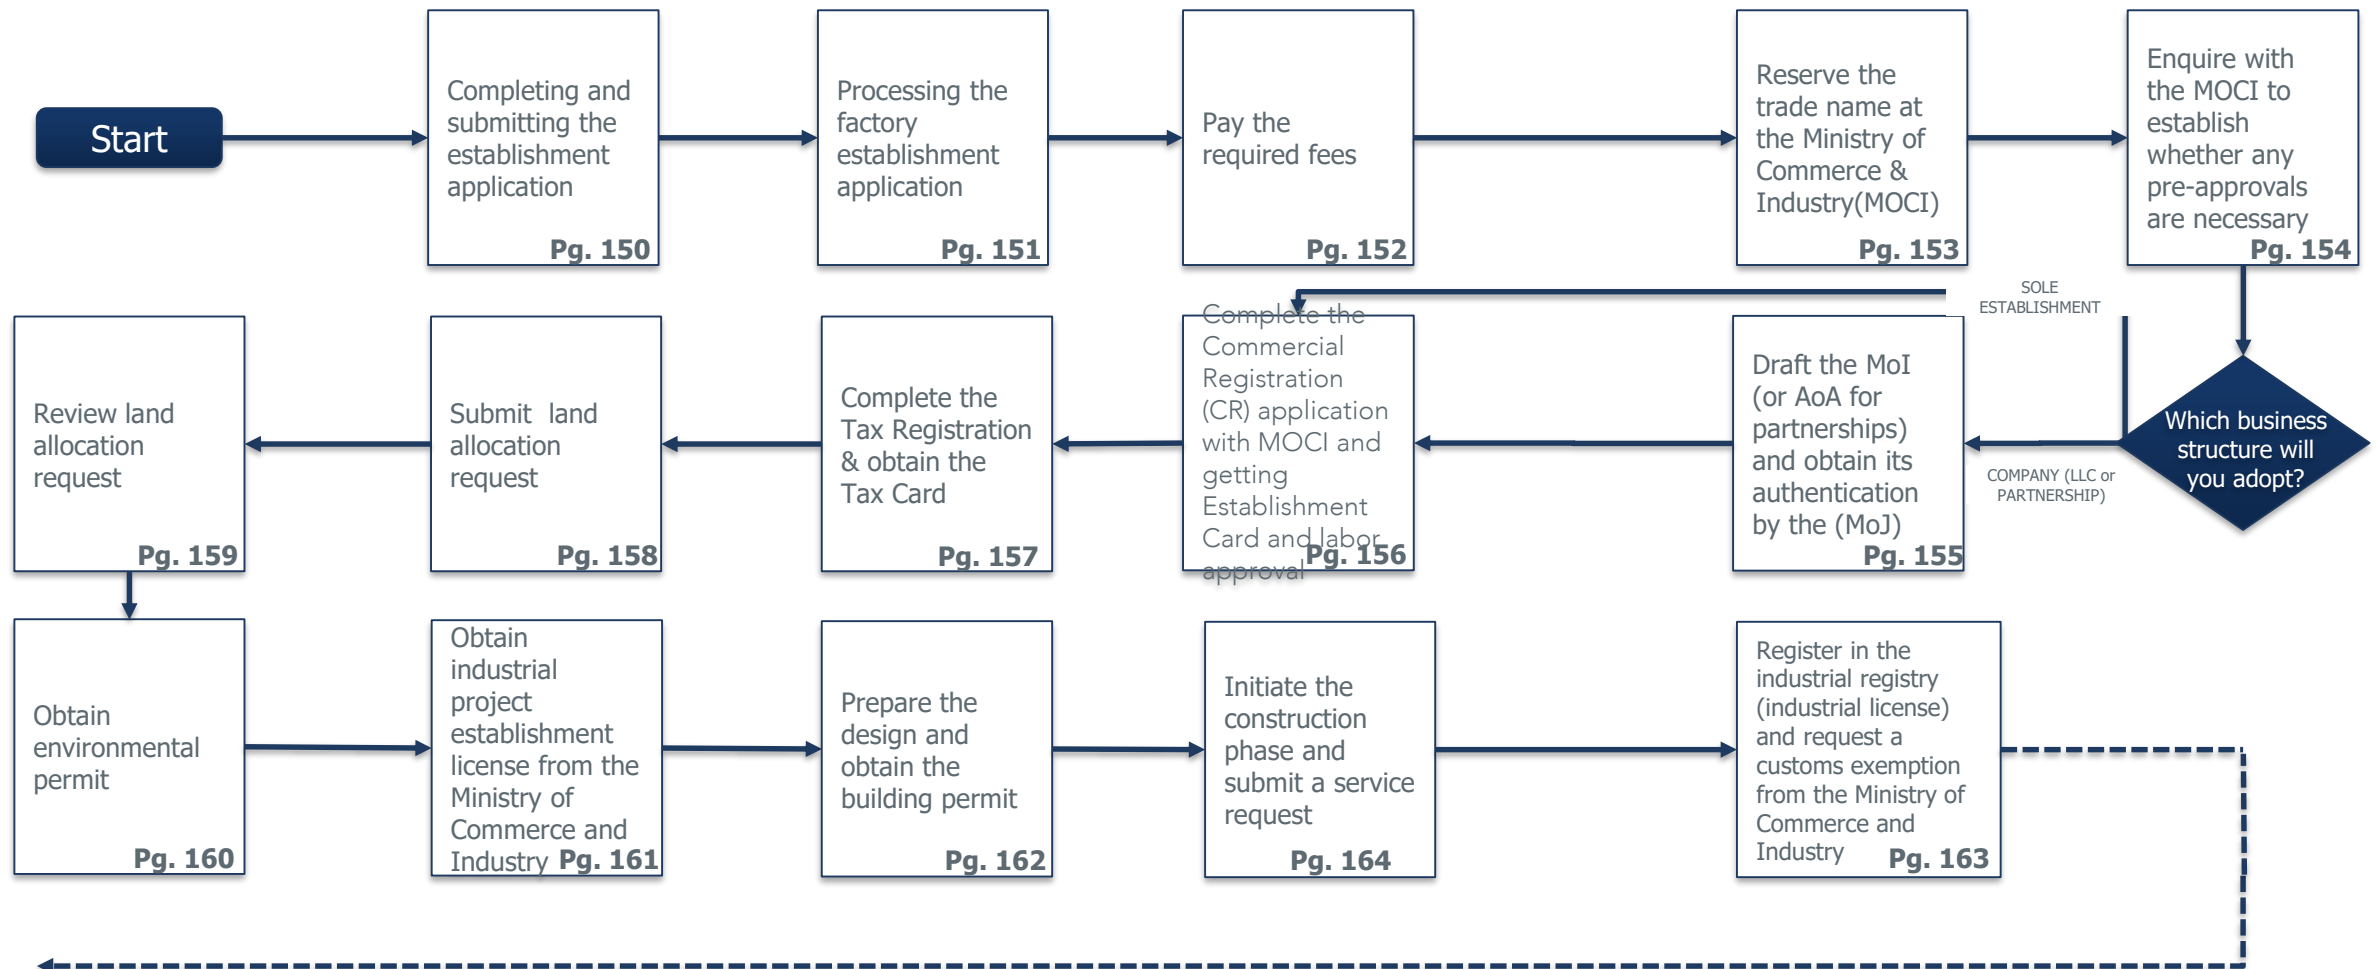 Start
Completing and
submitting the
establishment
application
Pg. 150
Processing the
factory
establishment
application
Pg. 151
Pay the
required fees
Pg. 152
Reserve the
trade name at
the Ministry of
Commerce &
Industry(MOCI)
Pg. 153
Enquire with
the MOCI to
establish
whether any
pre-approvals
are necessary
Pg. 154
SOLE
ESTABLISHMENT
Which business
structure will
you adopt?
COMPANY (LLC or
PARTNERSHIP)
Draft the MoI
(or AoA for
partnerships)
and obtain its
authentication
by the (MoJ)
Pg. 155
Complete the
Commercial
Registration
(CR) application
with MOCI and
getting
Establishment
Card and labor
approval
Pg. 156
Complete the
Tax Registration
& obtain the
Tax Card
Pg. 157
Submit  land
allocation
request
Pg. 158
Review land
allocation
request
Pg. 159
Obtain
environmental
permit
Pg. 160
Obtain
industrial
project
establishment
license from the
Ministry of
Commerce and
Industry
Pg. 161
Prepare the
design and
obtain the
building permit
Pg. 162
Initiate the
construction
phase and
submit a service
request
Pg. 164
Register in the
industrial registry
(industrial license)
and request a
customs exemption
from the Ministry of
Commerce and
Industry
Pg. 163